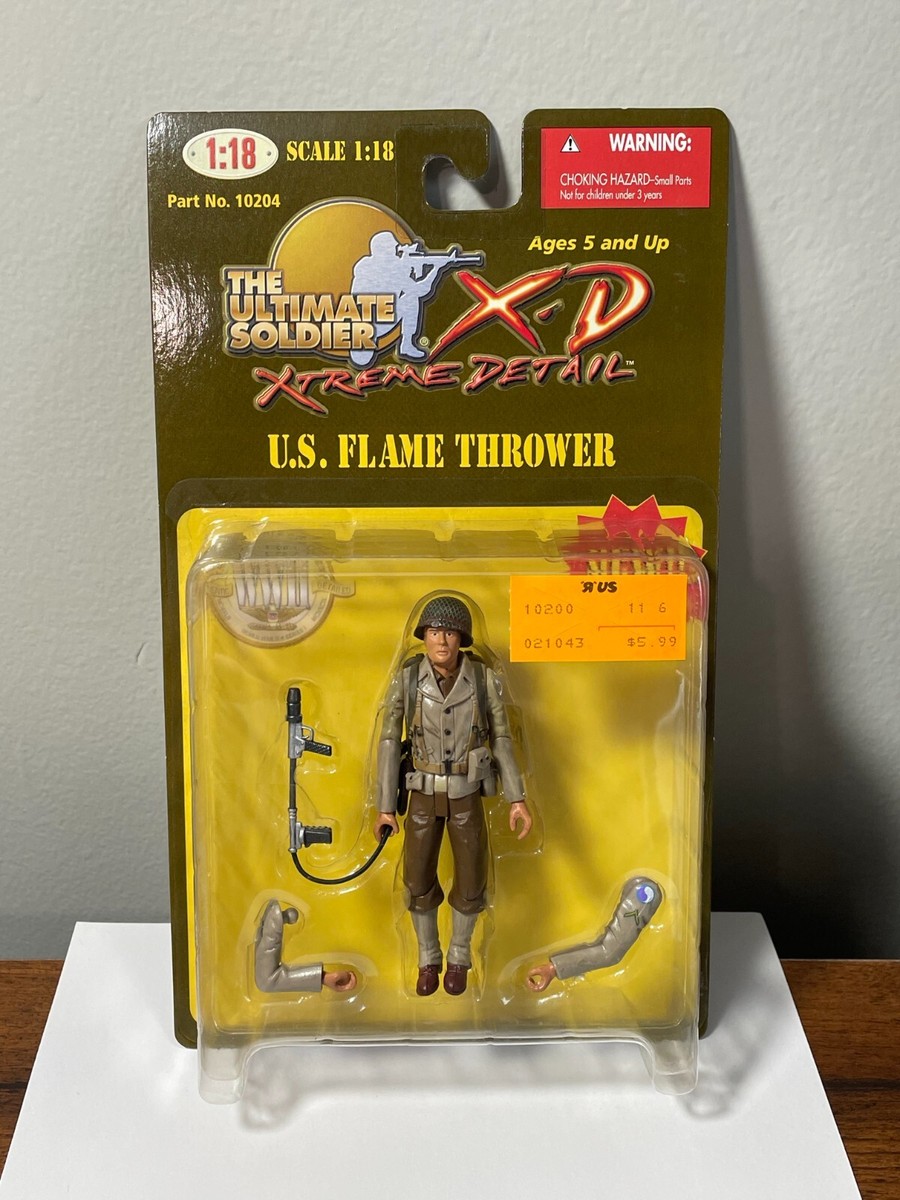 1:18
SCALE 1:18
WARNING:
CHOKING HAZARD–Small Parts
Not for children under 3 years
Part No. 10204
Ages 5 and Up
THE
ULTIMATE
SOLDIER®
X·D
XTREME DETAIL™
U.S. FLAME THROWER
WWII
"R"US
10200 11 6
021043 $5.99